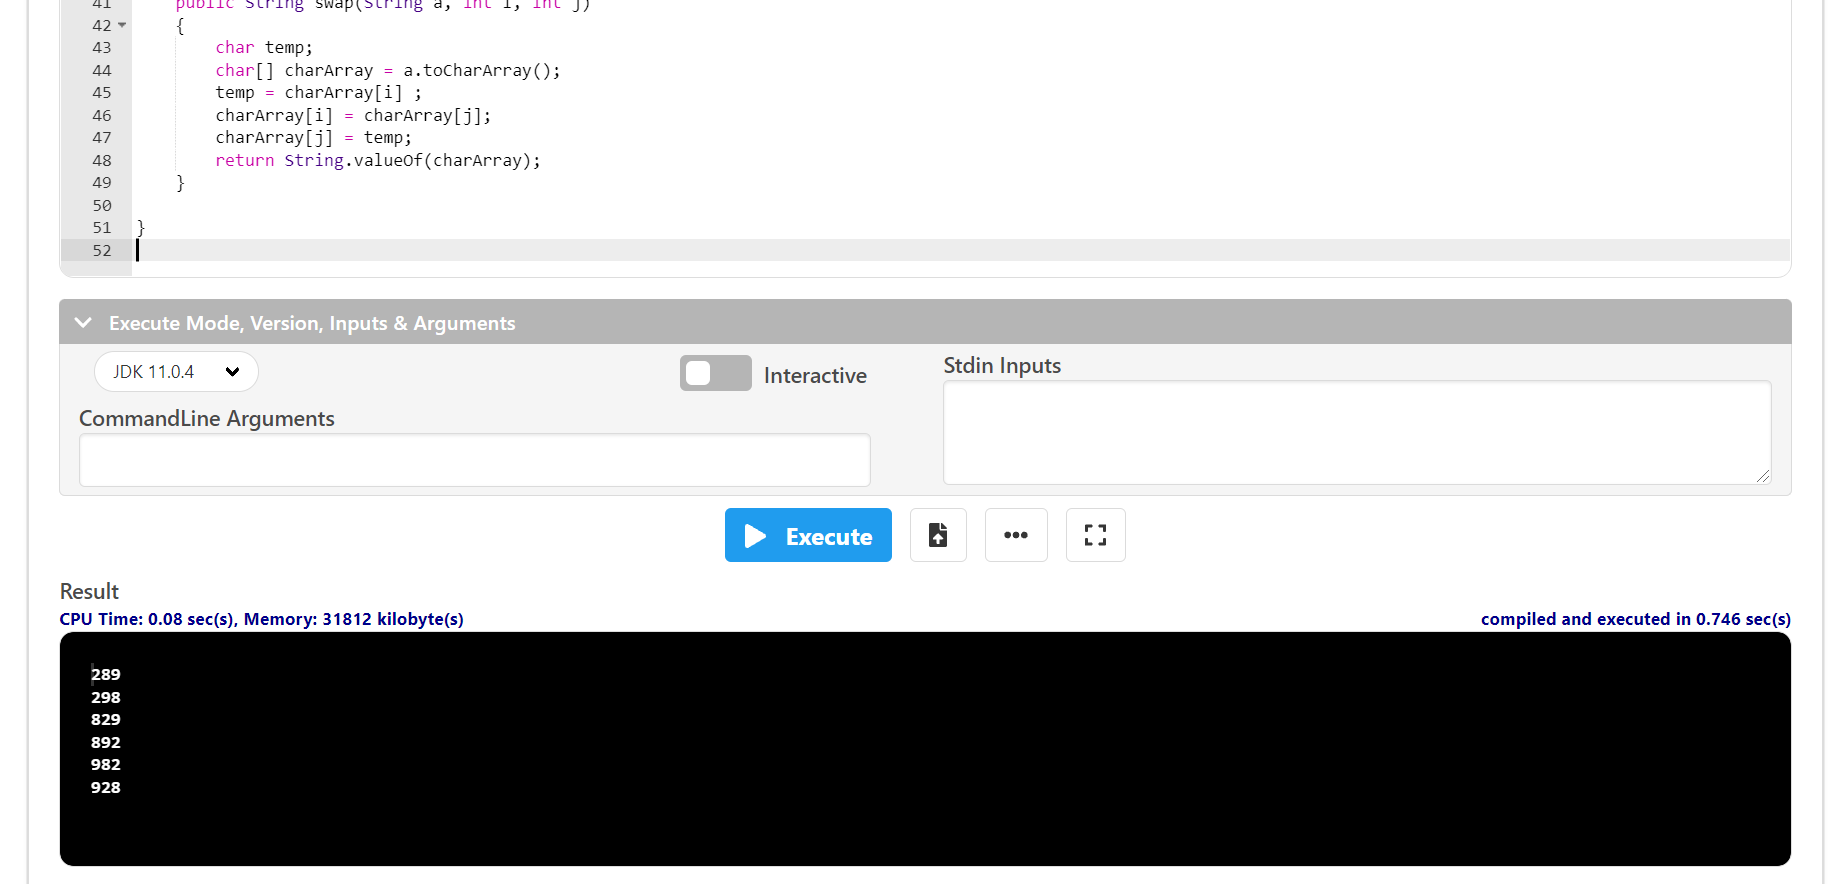 41 public String swap(String a, int i, int j)
42 {
43 char temp;
44 char[] charArray = a.toCharArray();
45 temp = charArray[i] ;
46 charArray[i] = charArray[j];
47 charArray[j] = temp;
48 return String.valueOf(charArray);
49 }
50
51 }
52
Execute Mode, Version, Inputs & Arguments
JDK 11.0.4
Interactive
Stdin Inputs
CommandLine Arguments
Execute
Result
CPU Time: 0.08 sec(s), Memory: 31812 kilobyte(s)
compiled and executed in 0.746 sec(s)
289
298
829
892
982
928